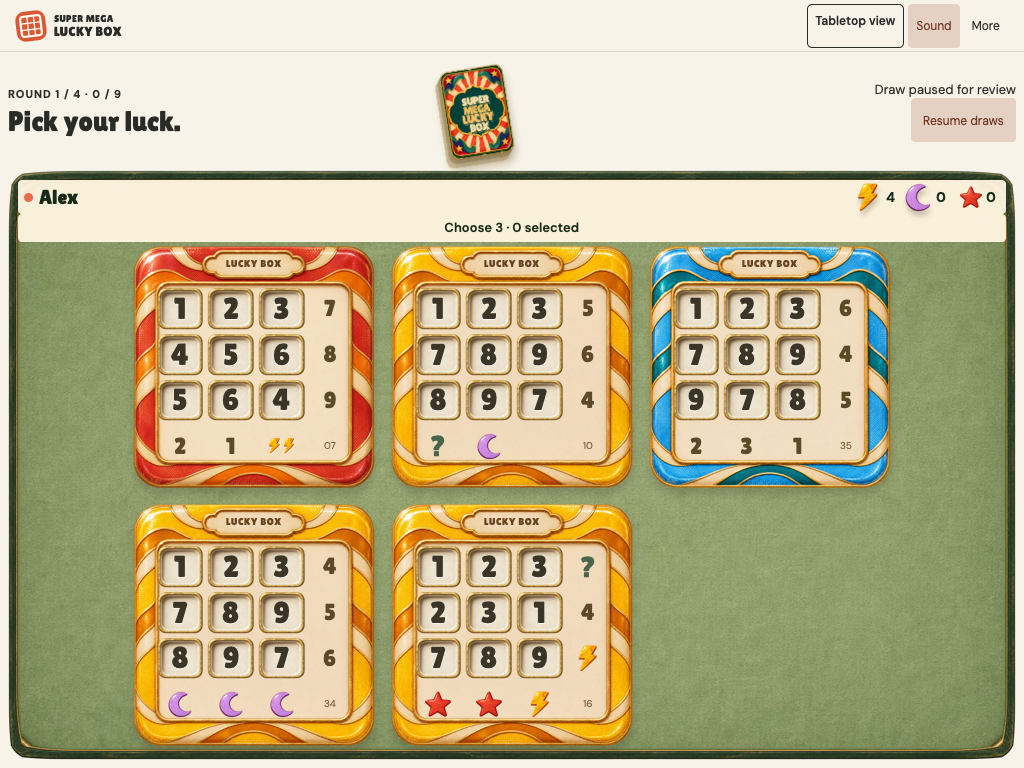 SUPER MEGA
LUCKY BOX
Tabletop view
Sound
More
ROUND 1 / 4 · 0 / 9
Pick your luck.
SUPER
MEGA
LUCKY
BOX
Draw paused for review
Resume draws
Alex
4
0
0
Choose 3 · 0 selected
LUCKY BOX
1 2 3 7
4 5 6 8
5 6 4 9
2 1 07
LUCKY BOX
1 2 3 5
7 8 9 6
8 9 7 4
? 10
LUCKY BOX
1 2 3 6
7 8 9 4
9 7 8 5
2 3 1 35
LUCKY BOX
1 2 3 4
7 8 9 5
8 9 7 6
34
LUCKY BOX
1 2 3 ?
2 3 1 4
7 8 9
16